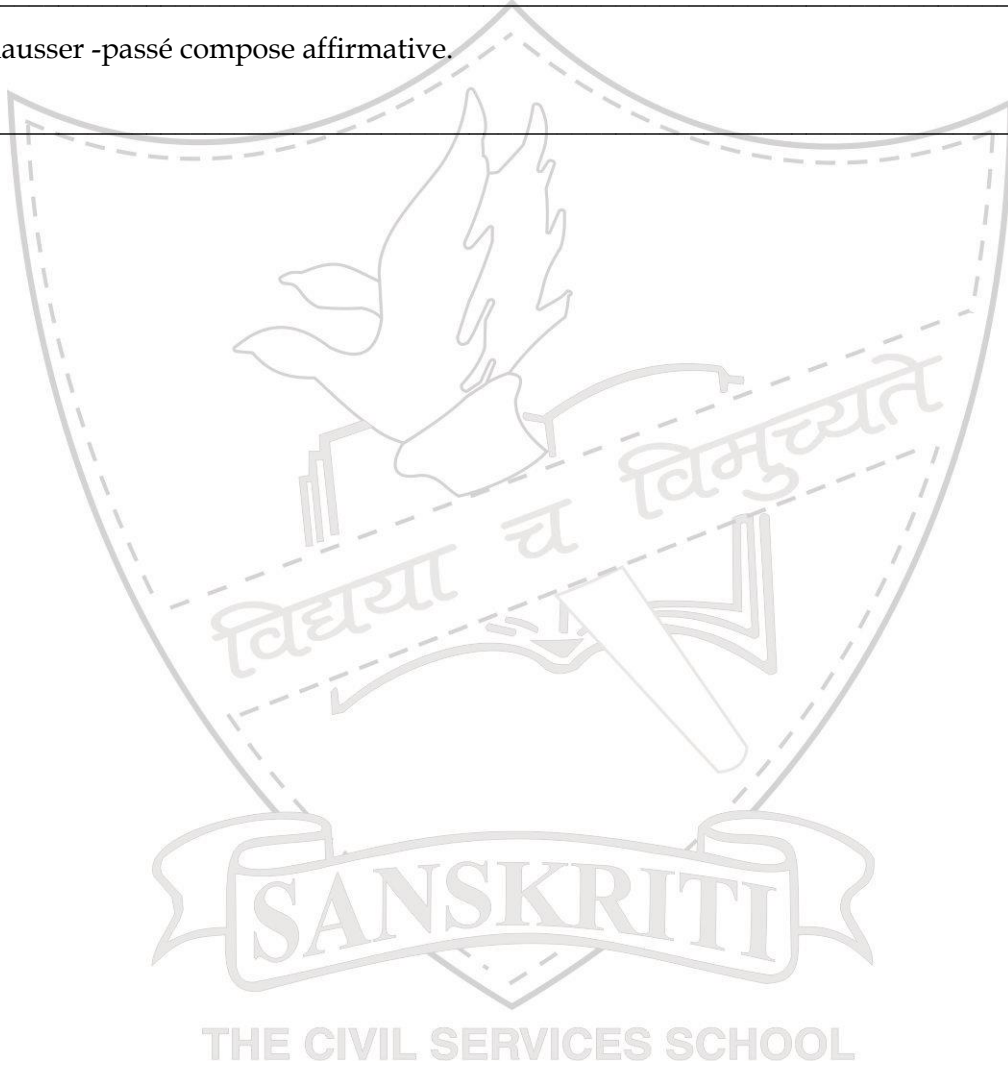 ausser -passé compose affirmative.
विद्यया च विमुच्यते
SANSKRITI
THE CIVIL SERVICES SCHOOL